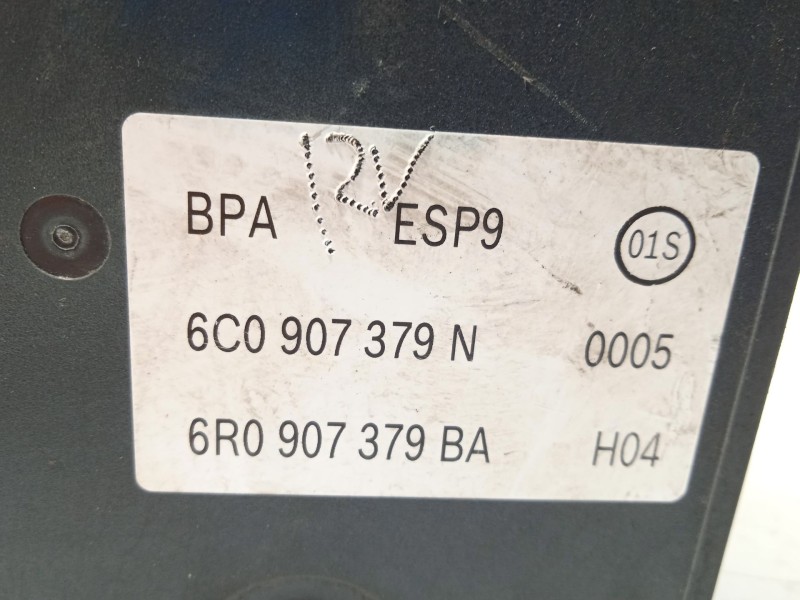 12V
BPA ESP9 01S
6C0 907 379 N 0005
6R0 907 379 BA H04